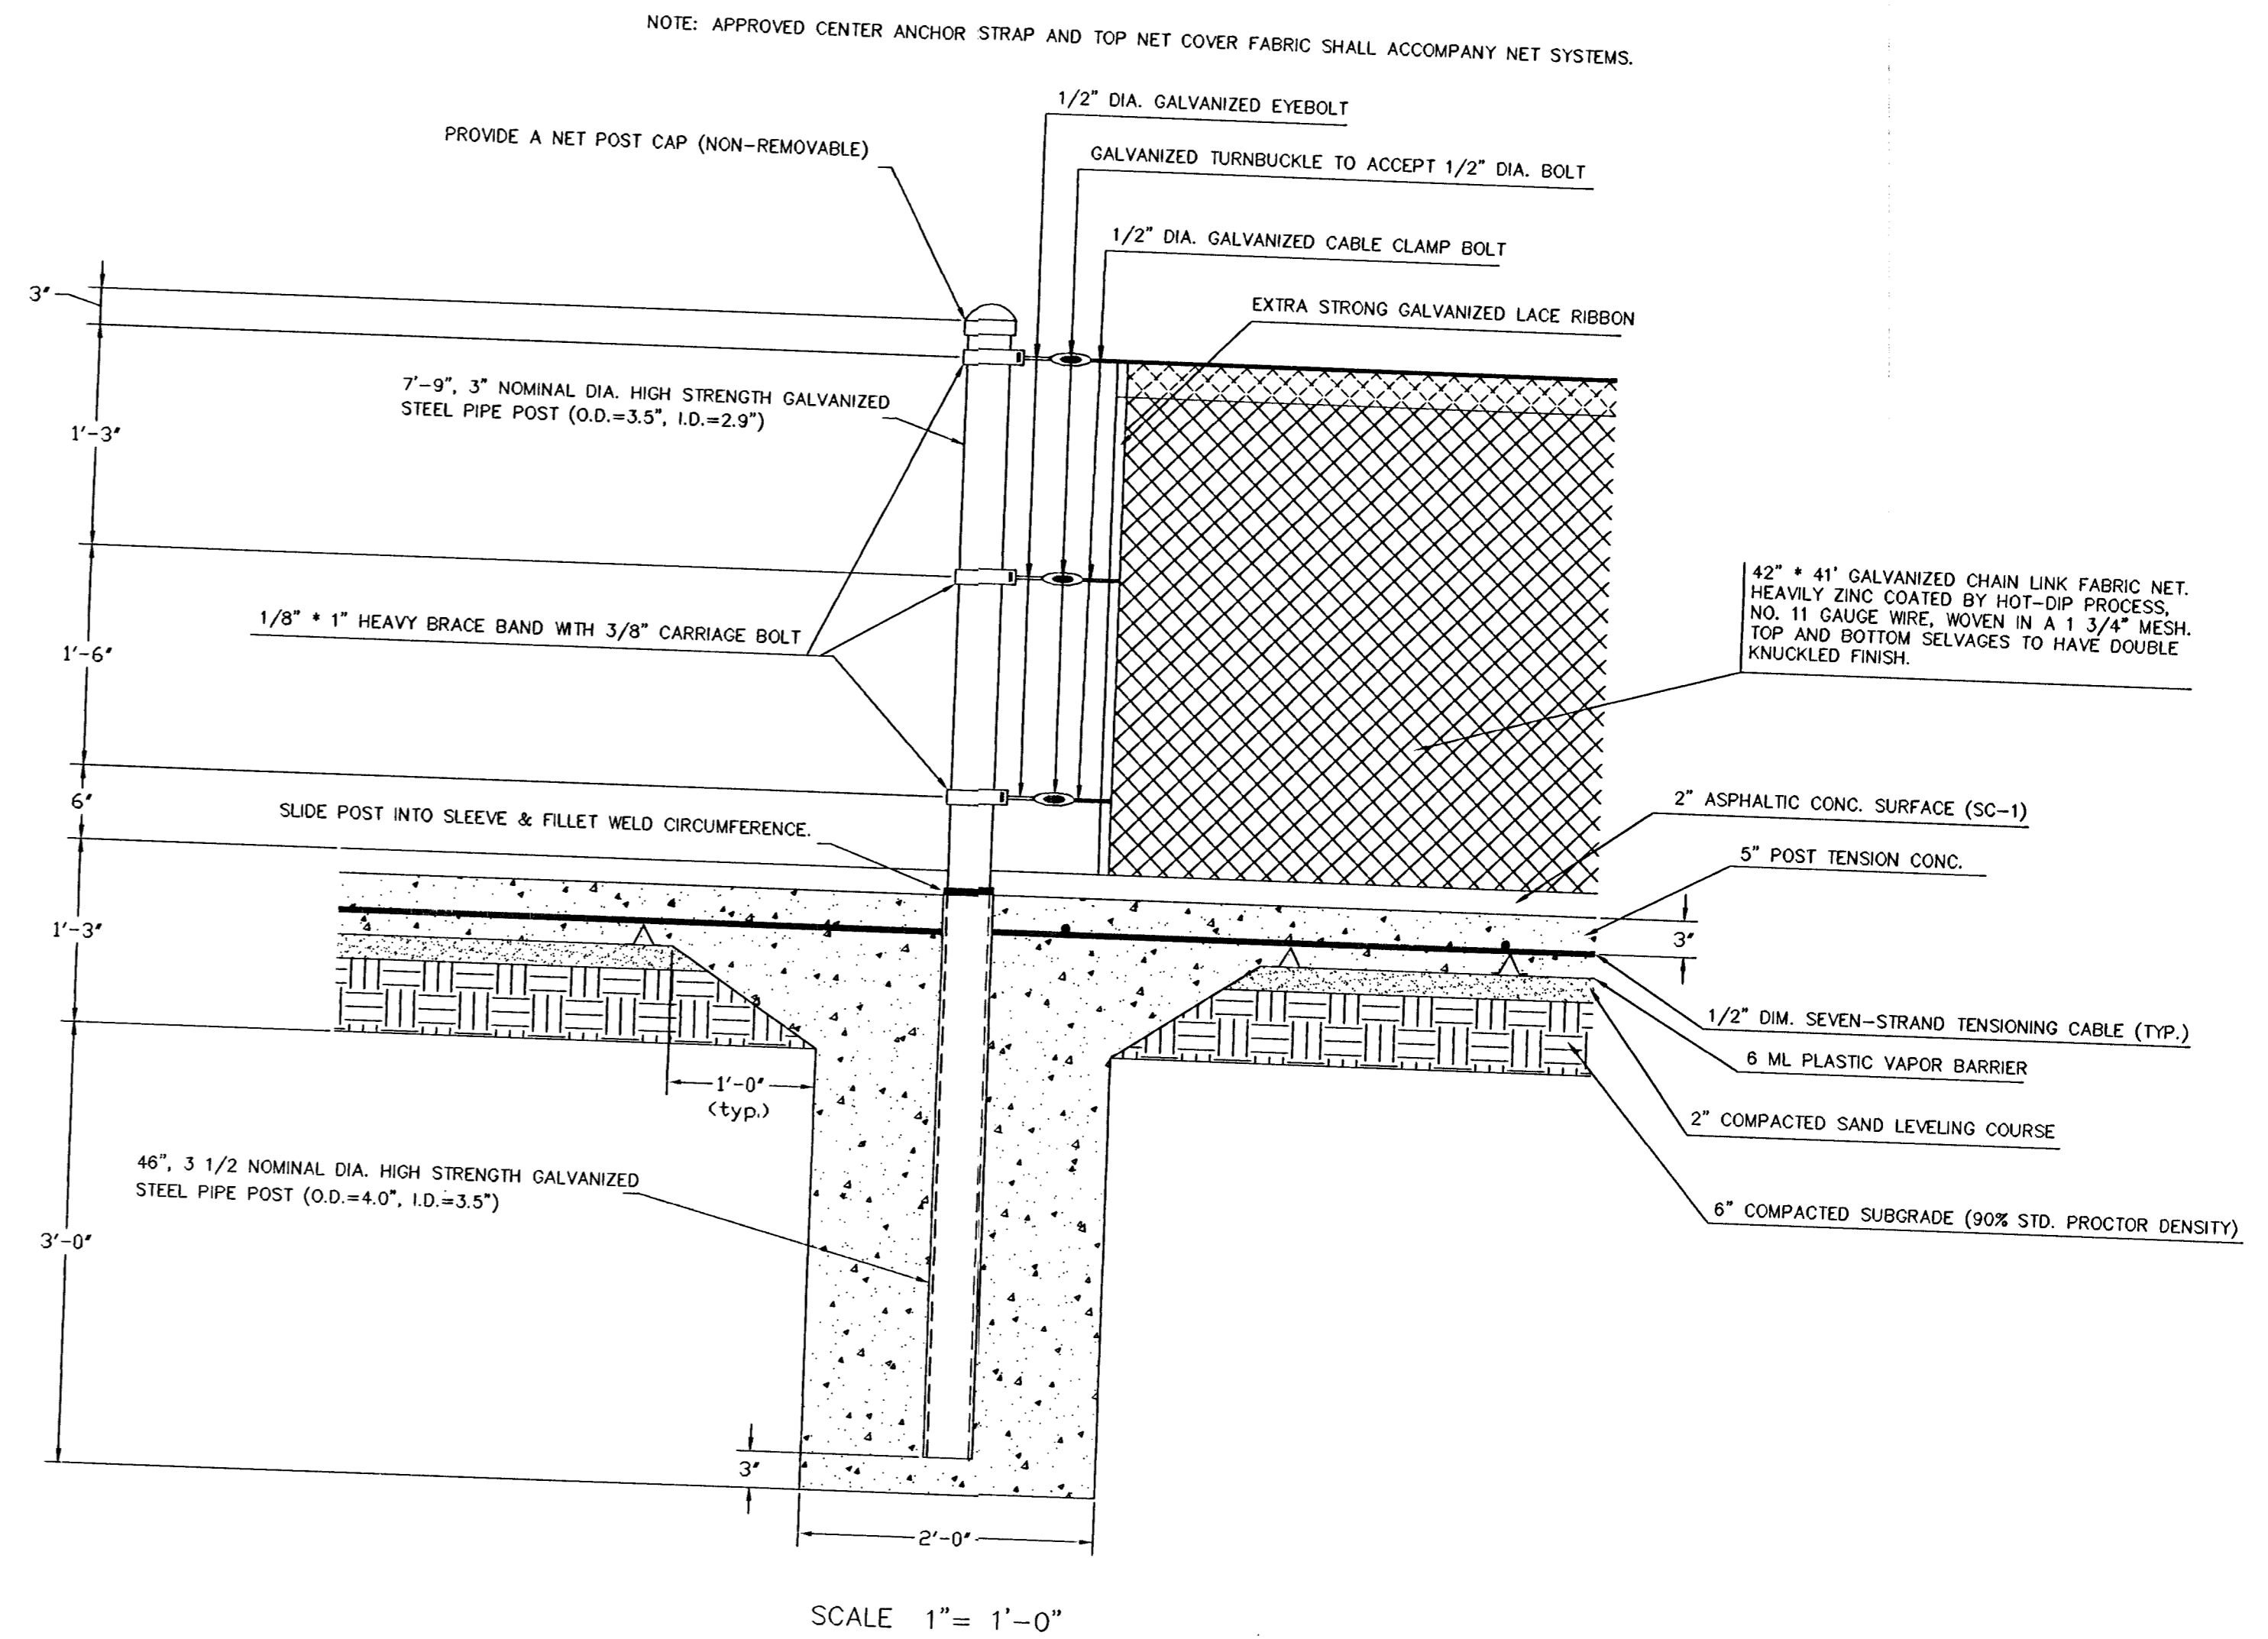 NOTE: APPROVED CENTER ANCHOR STRAP AND TOP NET COVER FABRIC SHALL ACCOMPANY NET SYSTEMS.
1/2" DIA. GALVANIZED EYEBOLT
PROVIDE A NET POST CAP (NON-REMOVABLE)
GALVANIZED TURNBUCKLE TO ACCEPT 1/2" DIA. BOLT
1/2" DIA. GALVANIZED CABLE CLAMP BOLT
3"
EXTRA STRONG GALVANIZED LACE RIBBON
7'-9", 3" NOMINAL DIA. HIGH STRENGTH GALVANIZED
STEEL PIPE POST (O.D.=3.5", I.D.=2.9")
1'-3"
42" * 41' GALVANIZED CHAIN LINK FABRIC NET.
HEAVILY ZINC COATED BY HOT-DIP PROCESS,
NO. 11 GAUGE WIRE, WOVEN IN A 1 3/4" MESH.
TOP AND BOTTOM SELVAGES TO HAVE DOUBLE
KNUCKLED FINISH.
1/8" * 1" HEAVY BRACE BAND WITH 3/8" CARRIAGE BOLT
1'-6"
6"
SLIDE POST INTO SLEEVE & FILLET WELD CIRCUMFERENCE.
2" ASPHALTIC CONC. SURFACE (SC-1)
5" POST TENSION CONC.
1'-3"
3"
1/2" DIM. SEVEN-STRAND TENSIONING CABLE (TYP.)
6 ML PLASTIC VAPOR BARRIER
1'-0"
(typ.)
2" COMPACTED SAND LEVELING COURSE
46", 3 1/2 NOMINAL DIA. HIGH STRENGTH GALVANIZED
STEEL PIPE POST (O.D.=4.0", I.D.=3.5")
6" COMPACTED SUBGRADE (90% STD. PROCTOR DENSITY)
3'-0"
3"
2'-0"
SCALE 1"= 1'-0"